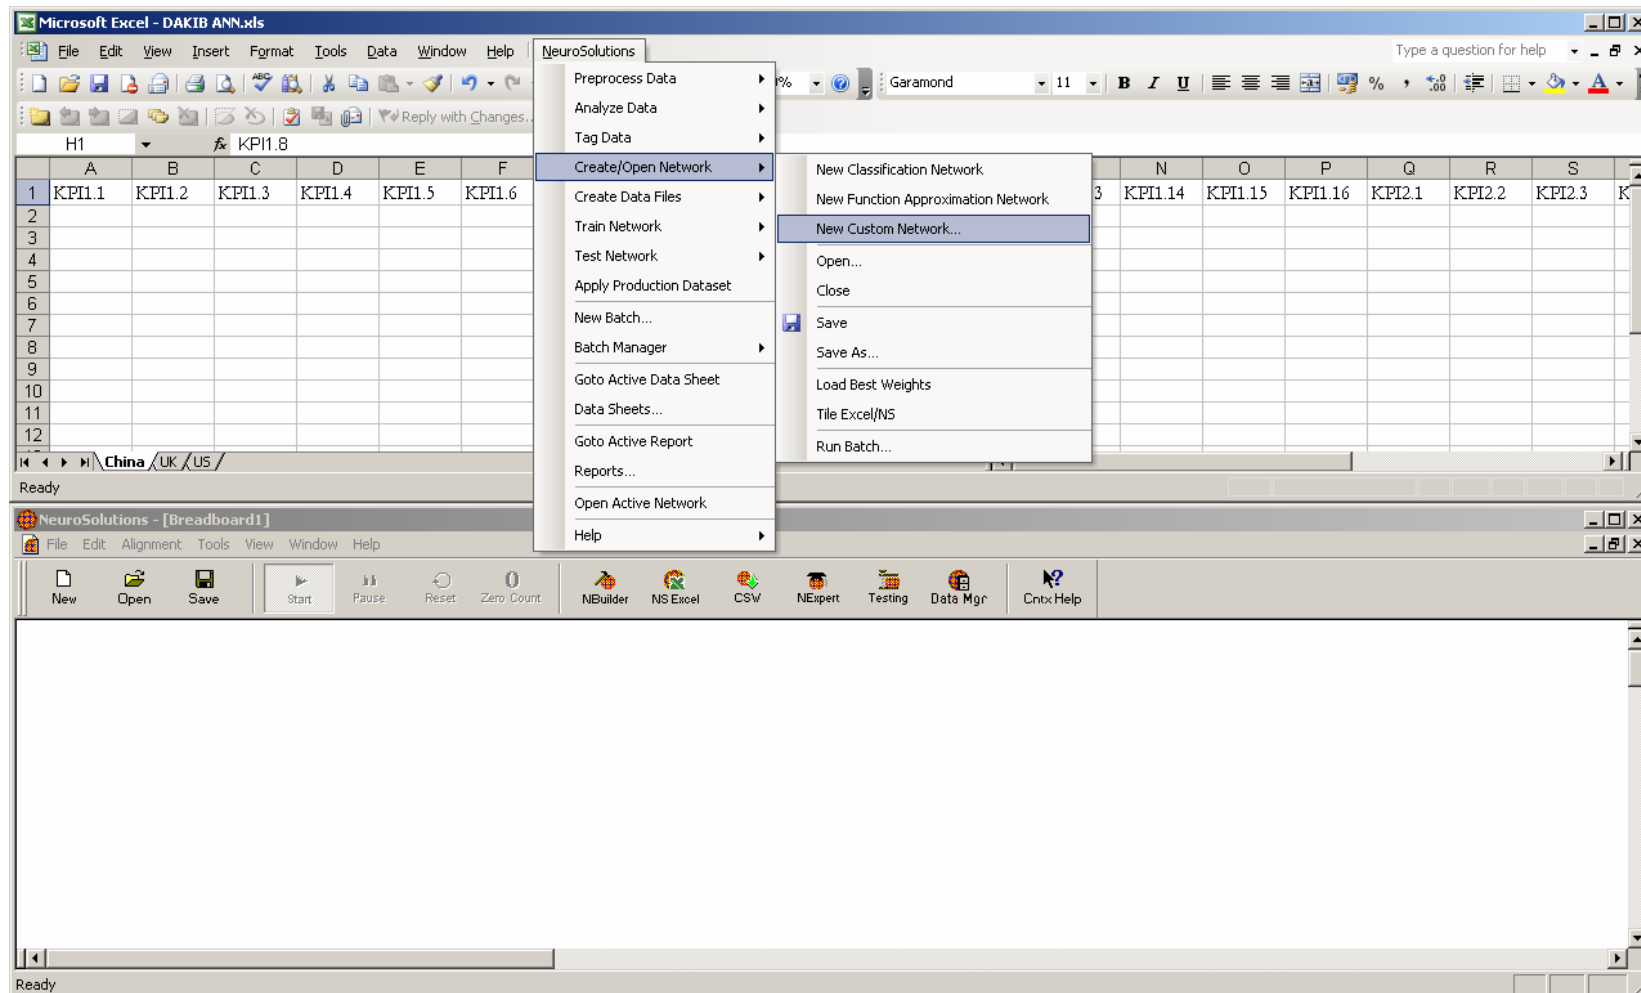 Microsoft Excel - DAKIB ANN.xls
File Edit View Insert Format Tools Data Window Help NeuroSolutions Type a question for help
% Garamond 11 B I U % ,
Reply with Changes...
H1 fx KPI1.8
A B C D E F N O P Q R S
1 KPI1.1 KPI1.2 KPI1.3 KPI1.4 KPI1.5 KPI1.6 3 KPI1.14 KPI1.15 KPI1.16 KPI2.1 KPI2.2 KPI2.3 K
2
3
4
5
6
7
8
9
10
11
12
China UK US
Ready
Preprocess Data
Analyze Data
Tag Data
Create/Open Network
Create Data Files
Train Network
Test Network
Apply Production Dataset
New Batch...
Batch Manager
Goto Active Data Sheet
Data Sheets...
Goto Active Report
Reports...
Open Active Network
Help
New Classification Network
New Function Approximation Network
New Custom Network...
Open...
Close
Save
Save As...
Load Best Weights
Tile Excel/NS
Run Batch...
NeuroSolutions - [Breadboard1]
File Edit Alignment Tools View Window Help
New Open Save Start Pause Reset Zero Count NBuilder NS Excel CSW NExpert Testing Data Mgr Cntx Help
Ready